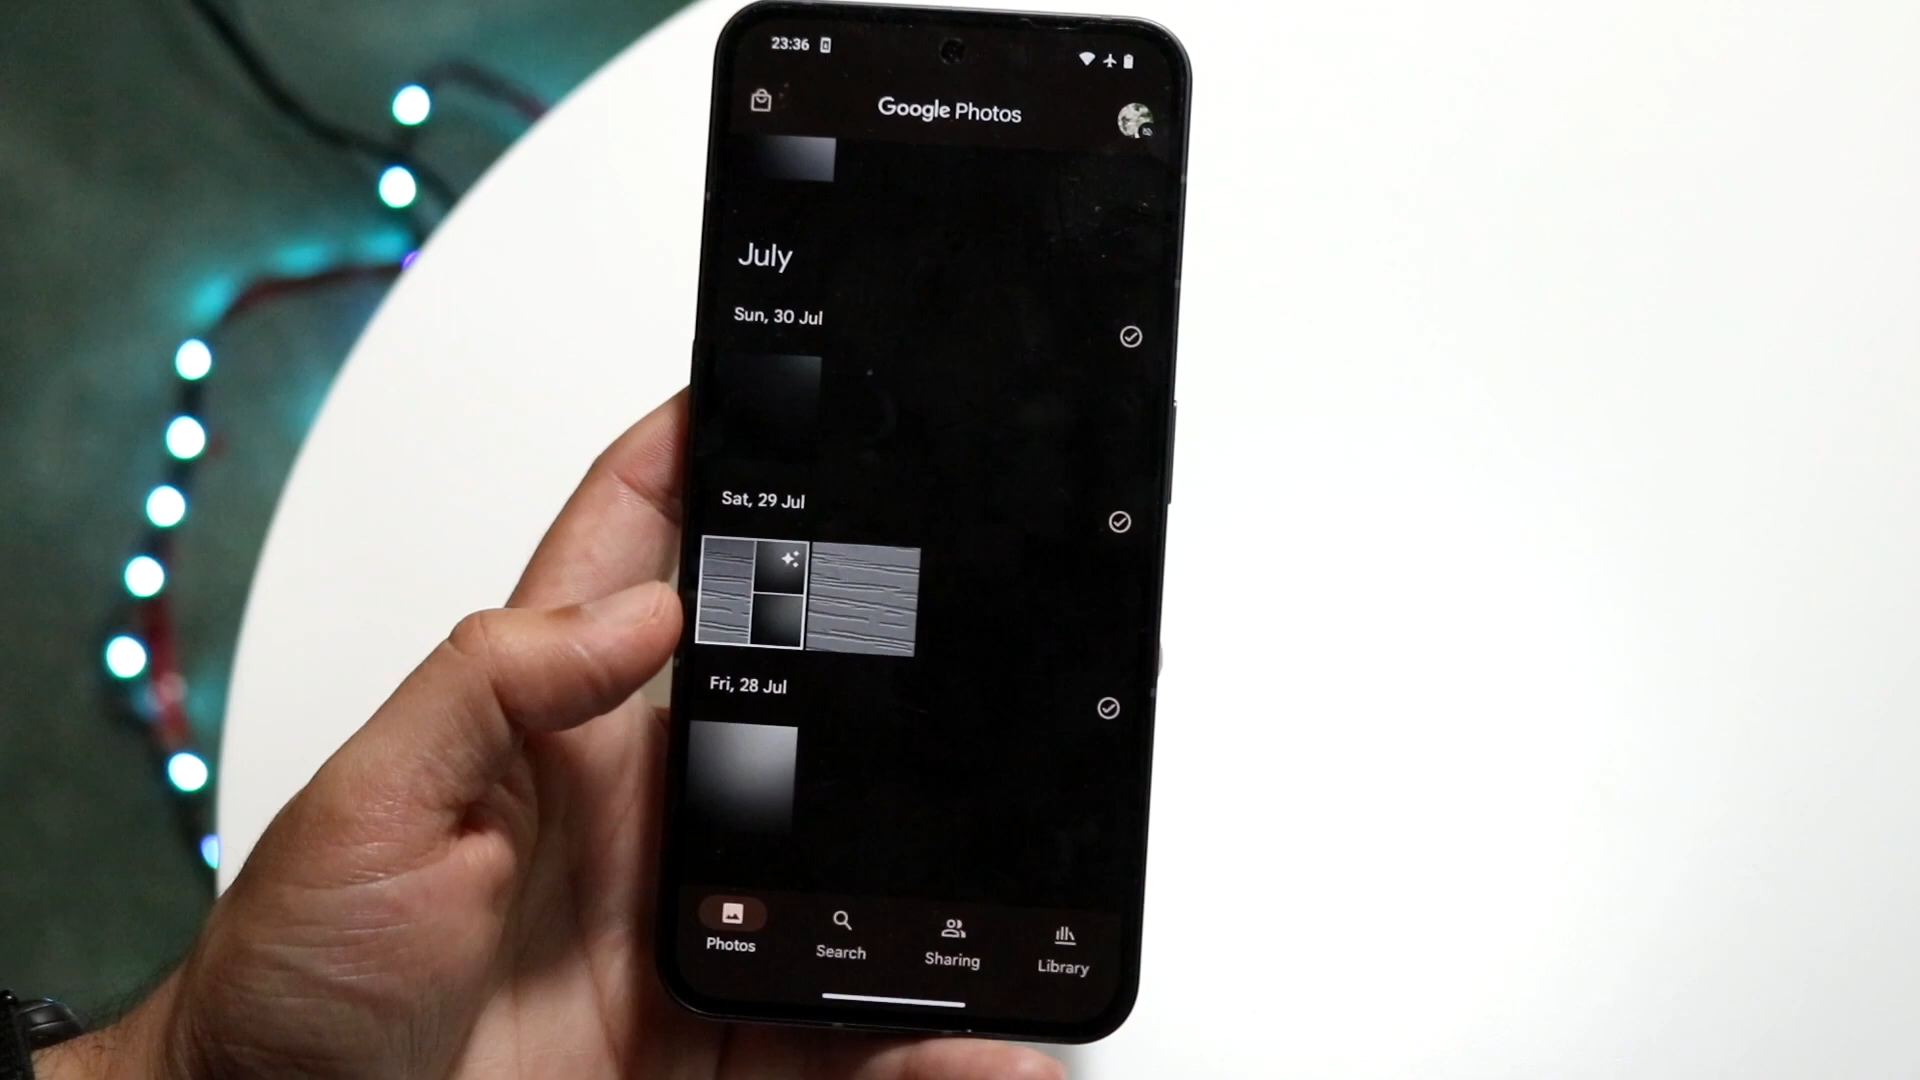 23:36
Google Photos
July
Sun, 30 Jul
Sat, 29 Jul
Fri, 28 Jul
Photos
Search
Sharing
Library